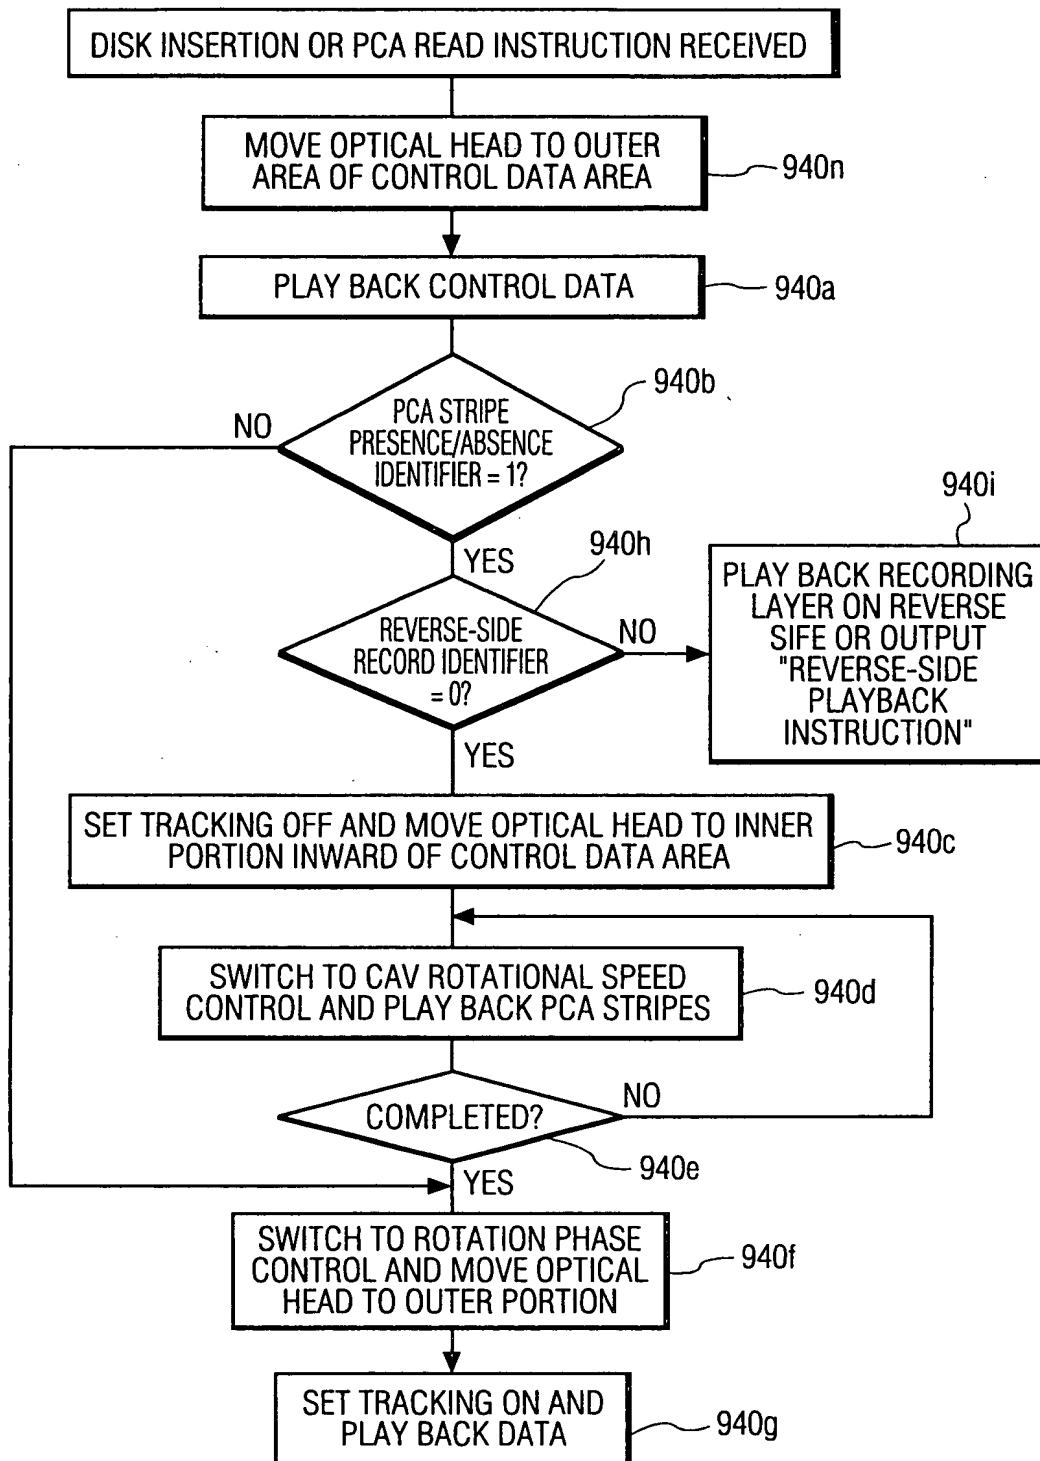 DISK INSERTION OR PCA READ INSTRUCTION RECEIVED
MOVE OPTICAL HEAD TO OUTER
AREA OF CONTROL DATA AREA
940n
PLAY BACK CONTROL DATA
940a
940b
PCA STRIPE
PRESENCE/ABSENCE
IDENTIFIER = 1?
NO
YES
940h
REVERSE-SIDE
RECORD IDENTIFIER
= 0?
NO
YES
940i
PLAY BACK RECORDING
LAYER ON REVERSE
SIFE OR OUTPUT
"REVERSE-SIDE
PLAYBACK
INSTRUCTION"
SET TRACKING OFF AND MOVE OPTICAL HEAD TO INNER
PORTION INWARD OF CONTROL DATA AREA
940c
SWITCH TO CAV ROTATIONAL SPEED
CONTROL AND PLAY BACK PCA STRIPES
940d
COMPLETED?
NO
940e
YES
SWITCH TO ROTATION PHASE
CONTROL AND MOVE OPTICAL
HEAD TO OUTER PORTION
940f
SET TRACKING ON AND
PLAY BACK DATA
940g